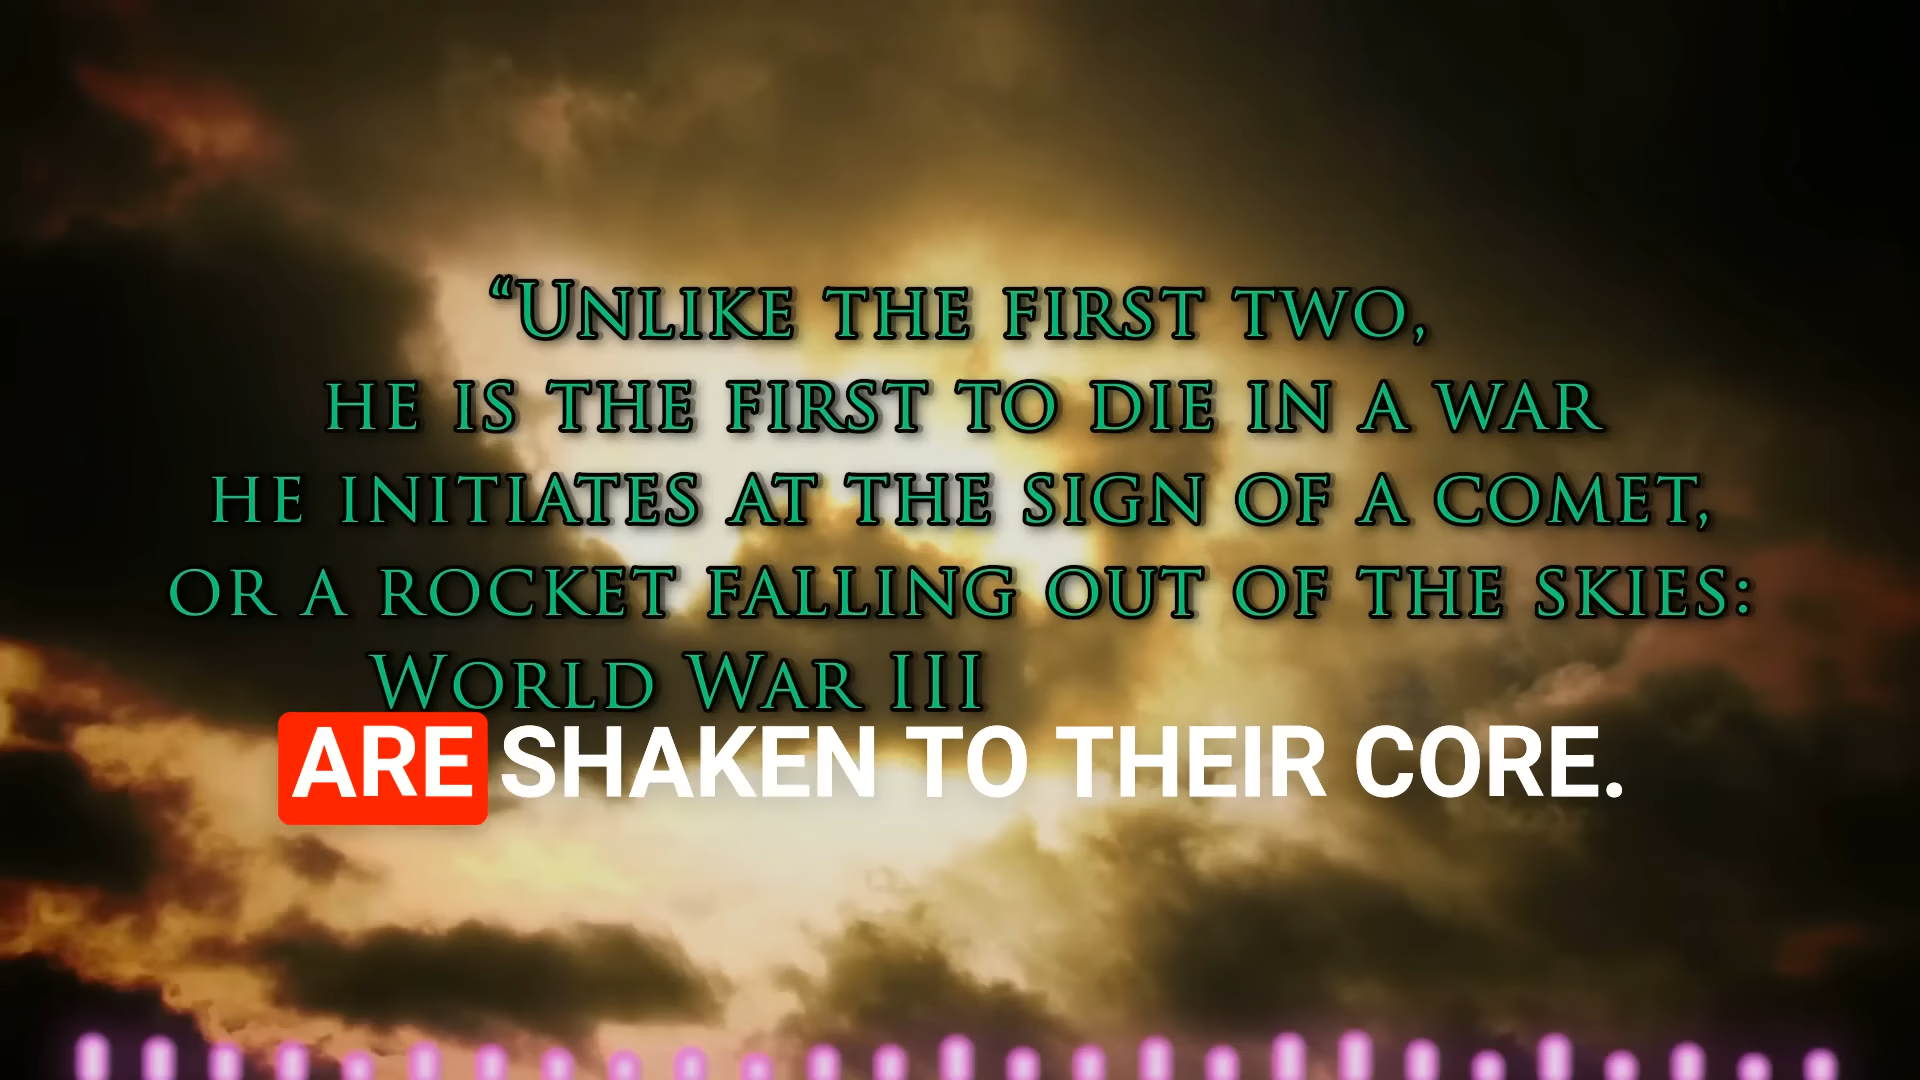 “UNLIKE THE FIRST TWO,
HE IS THE FIRST TO DIE IN A WAR
HE INITIATES AT THE SIGN OF A COMET,
OR A ROCKET FALLING OUT OF THE SKIES:
WORLD WAR III
ARE SHAKEN TO THEIR CORE.